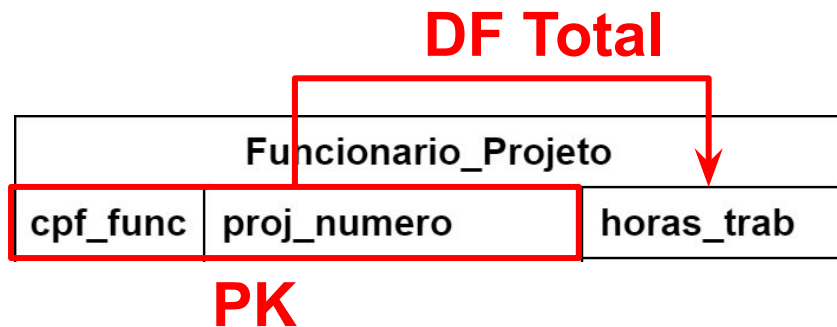 DF Total
Funcionario_Projeto
cpf_func proj_numero horas_trab
PK